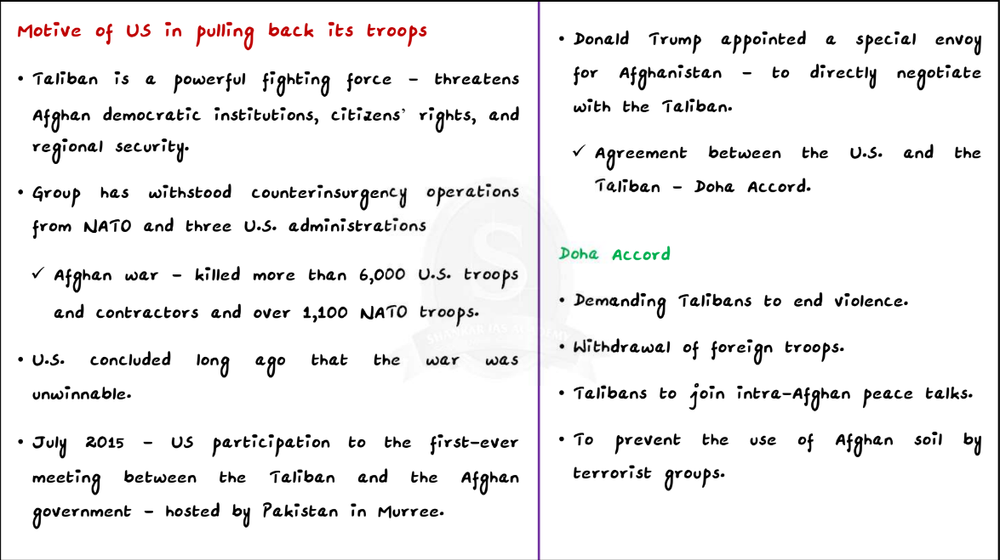 Motive of US in pulling back its troops
• Taliban is a powerful fighting force – threatens
Afghan democratic institutions, citizens' rights, and
regional security.
• Group has withstood counterinsurgency operations
from NATO and three U.S. administrations
✓ Afghan war – killed more than 6,000 U.S. troops
and contractors and over 1,100 NATO troops.
• U.S. concluded long ago that the war was
unwinnable.
• July 2015 – US participation to the first-ever
meeting between the Taliban and the Afghan
government – hosted by Pakistan in Murree.
• Donald Trump appointed a special envoy
for Afghanistan – to directly negotiate
with the Taliban.
✓ Agreement between the U.S. and the
Taliban – Doha Accord.
Doha Accord
• Demanding Talibans to end violence.
• Withdrawal of foreign troops.
• Talibans to join intra-Afghan peace talks.
• To prevent the use of Afghan soil by
terrorist groups.
S
SHANKAR IAS ACADEMY